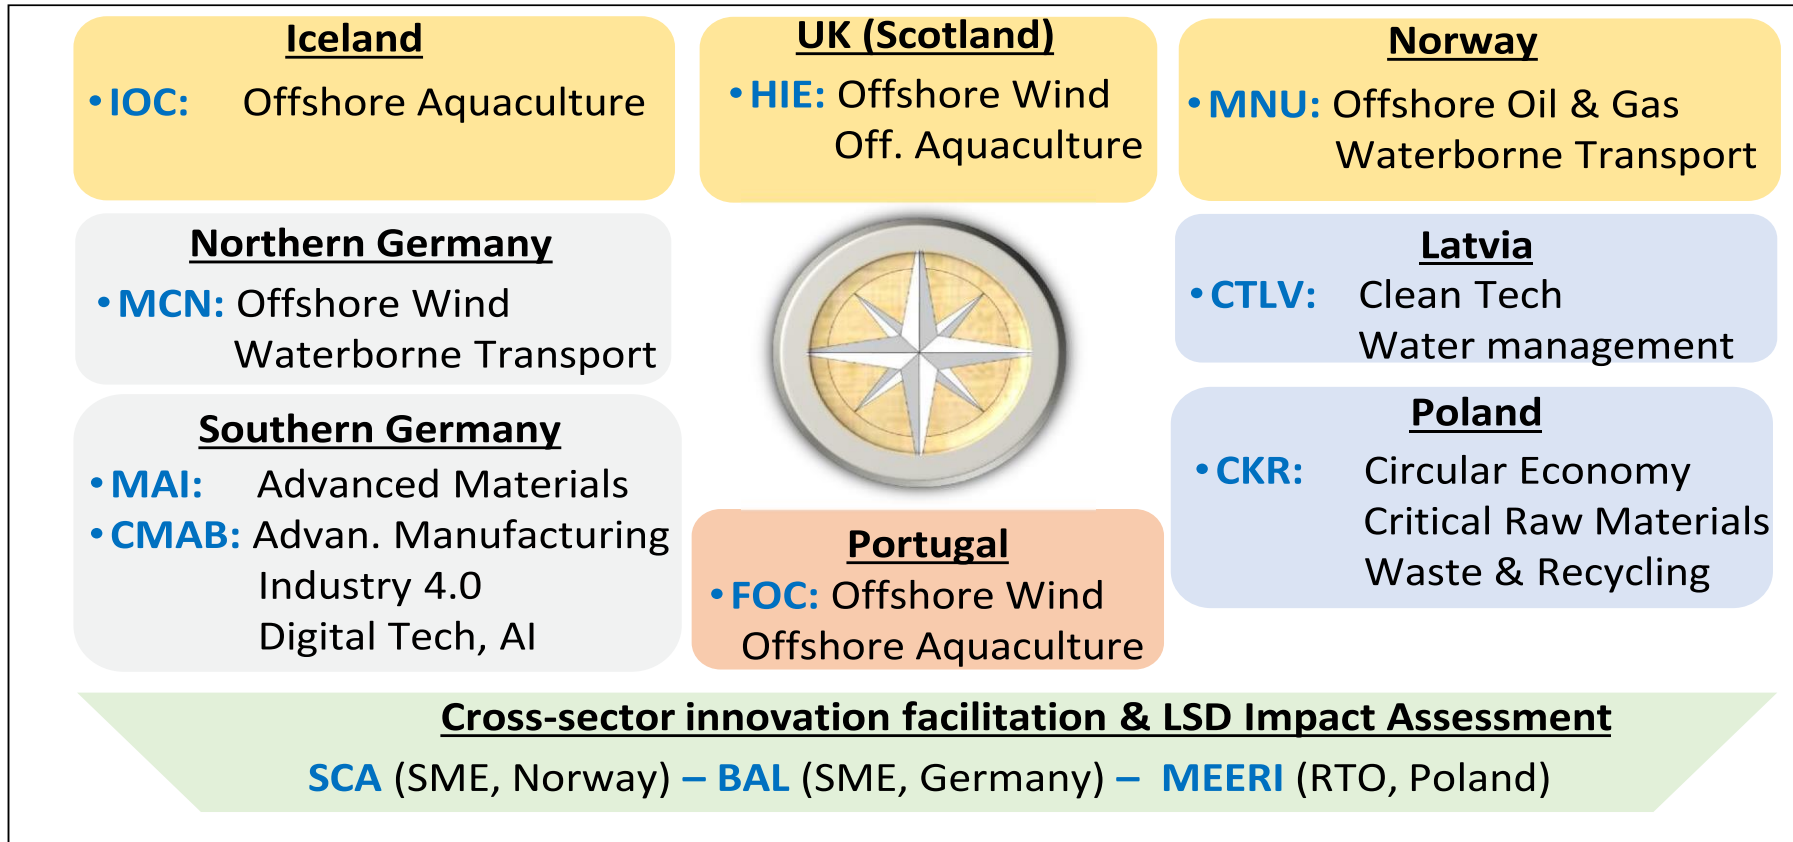 Iceland
• IOC: Offshore Aquaculture
UK (Scotland)
• HIE: Offshore Wind
Off. Aquaculture
Norway
• MNU: Offshore Oil & Gas
Waterborne Transport
Northern Germany
• MCN: Offshore Wind
Waterborne Transport
Latvia
• CTLV: Clean Tech
Water management
Southern Germany
• MAI: Advanced Materials
• CMAB: Advan. Manufacturing
Industry 4.0
Digital Tech, AI
Poland
• CKR: Circular Economy
Critical Raw Materials
Waste & Recycling
Portugal
• FOC: Offshore Wind
Offshore Aquaculture
Cross-sector innovation facilitation & LSD Impact Assessment
SCA (SME, Norway) – BAL (SME, Germany) – MEERI (RTO, Poland)